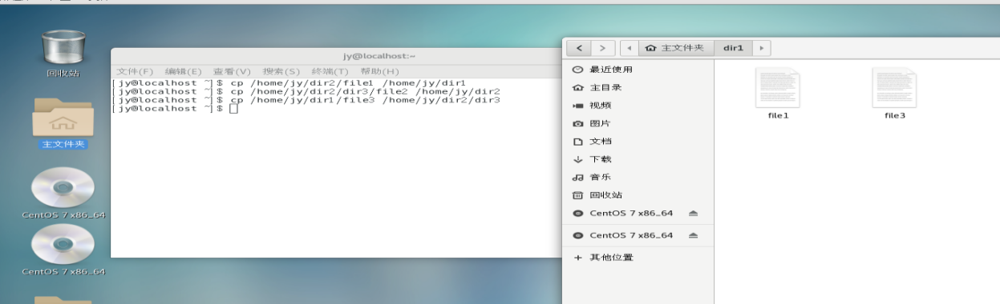 回收站
主文件夹
CentOS 7 x86_64
CentOS 7 x86_64
jy@localhost:~
文件(F) 编辑(E) 查看(V) 搜索(S) 终端(T) 帮助(H)
[jy@localhost ~]$ cp /home/jy/dir2/file1 /home/jy/dir1
[jy@localhost ~]$ cp /home/jy/dir2/dir3/file2 /home/jy/dir2
[jy@localhost ~]$ cp /home/jy/dir1/file3 /home/jy/dir2/dir3
[jy@localhost ~]$
主文件夹 dir1
最近使用
主目录
视频
图片
文档
下载
音乐
回收站
CentOS 7 x86_64
CentOS 7 x86_64
+ 其他位置
file1
file3